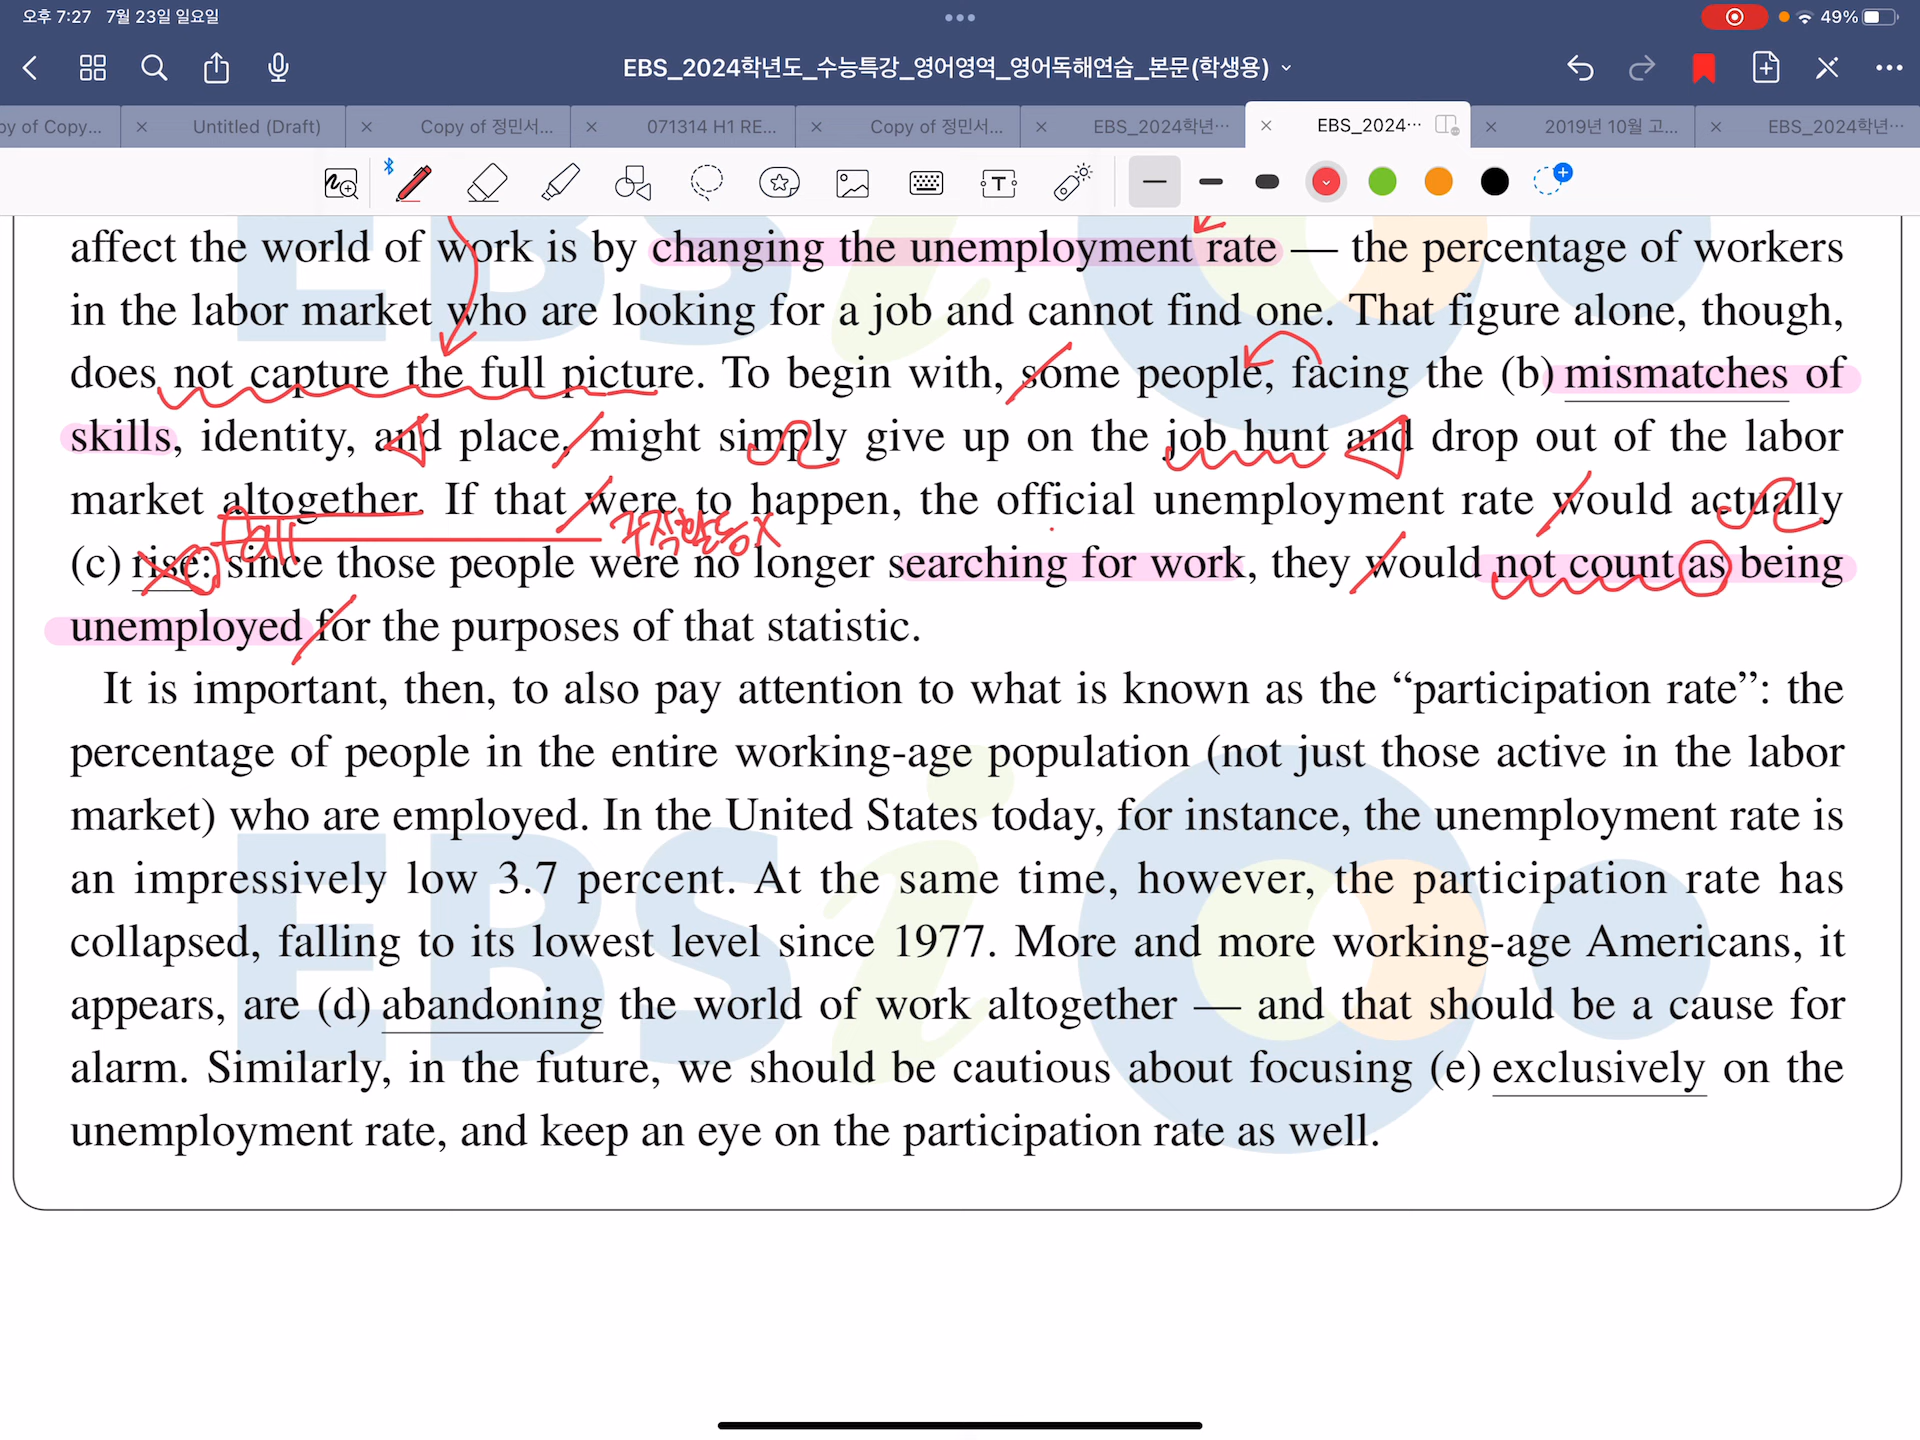 오후 7:27 7월 23일 일요일
49%
EBS_2024학년도_수능특강_영어영역_영어독해연습_본문(학생용)
by of Copy...
Untitled (Draft)
Copy of 정민서...
071314 H1 RE...
Copy of 정민서...
EBS_2024학년...
EBS_2024...
2019년 10월 고...
EBS_2024학년...
affect the world of work is by changing the unemployment rate — the percentage of workers
in the labor market who are looking for a job and cannot find one. That figure alone, though,
does not capture the full picture. To begin with, some people, facing the (b) mismatches of
skills, identity, and place, might simply give up on the job hunt and drop out of the labor
market altogether. If that were to happen, the official unemployment rate would actually
fall 구직활동X
(c) rise: since those people were no longer searching for work, they would not count as being
unemployed for the purposes of that statistic.
It is important, then, to also pay attention to what is known as the “participation rate”: the
percentage of people in the entire working-age population (not just those active in the labor
market) who are employed. In the United States today, for instance, the unemployment rate is
an impressively low 3.7 percent. At the same time, however, the participation rate has
collapsed, falling to its lowest level since 1977. More and more working-age Americans, it
appears, are (d) abandoning the world of work altogether — and that should be a cause for
alarm. Similarly, in the future, we should be cautious about focusing (e) exclusively on the
unemployment rate, and keep an eye on the participation rate as well.
EBSi
EBSi